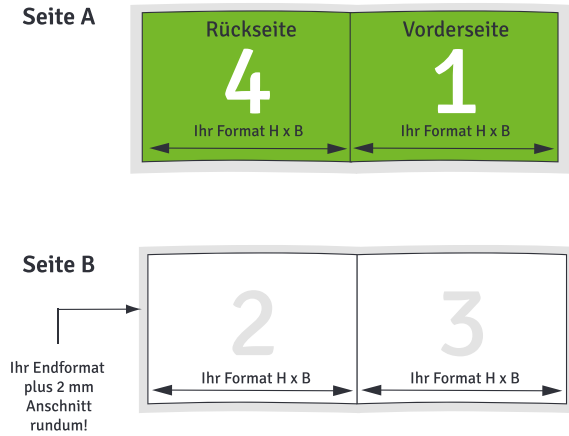 Seite A
Rückseite
Vorderseite
4
1
Ihr Format H x B
Ihr Format H x B
Seite B
2
3
Ihr Format H x B
Ihr Format H x B
Ihr Endformat
plus 2 mm
Anschnitt
rundum!